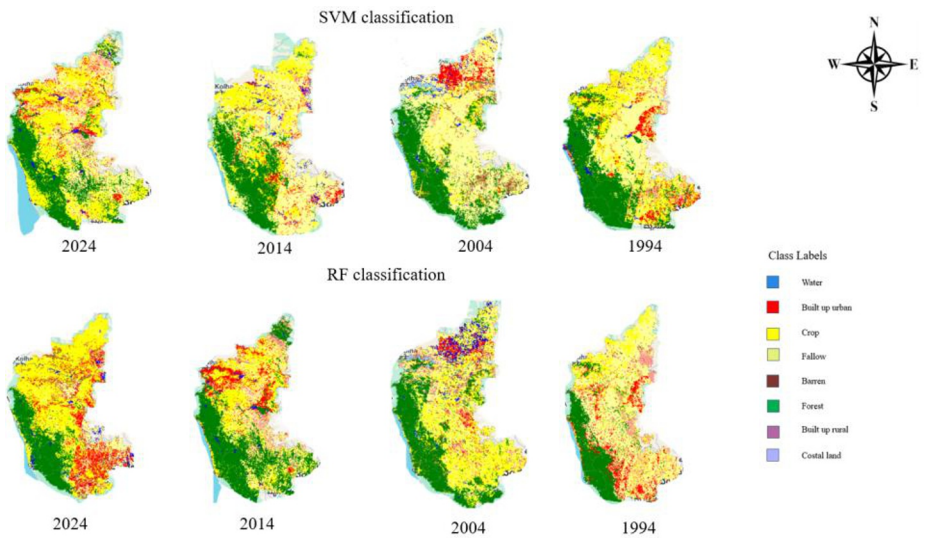 SVM classification
N
W E
S
2024 2014 2004 1994
RF classification
Class Labels
Water
Built up urban
Crop
Fallow
Barren
Forest
Built up rural
Costal land
2024 2014 2004 1994